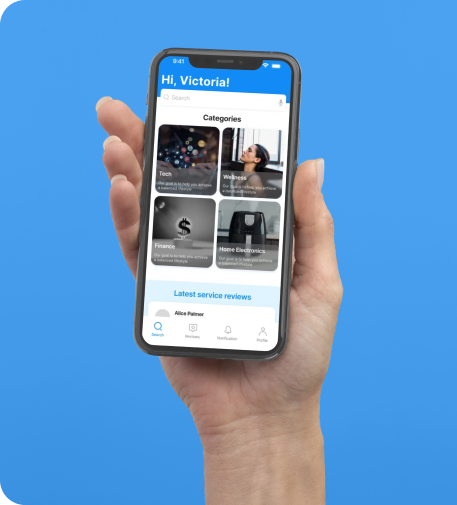 9:41
Hi, Victoria!
Search
Categories
Tech
Our goal is to help you achieve
a balanced lifestyle
Wellness
Our goal is to help you achieve
a balanced lifestyle
Finance
Our goal is to help you achieve
a balanced lifestyle
Home Electronics
Our goal is to help you achieve
a balanced lifestyle
Latest service reviews
Alice Palmer
Search
Reviews
Notification
Profile